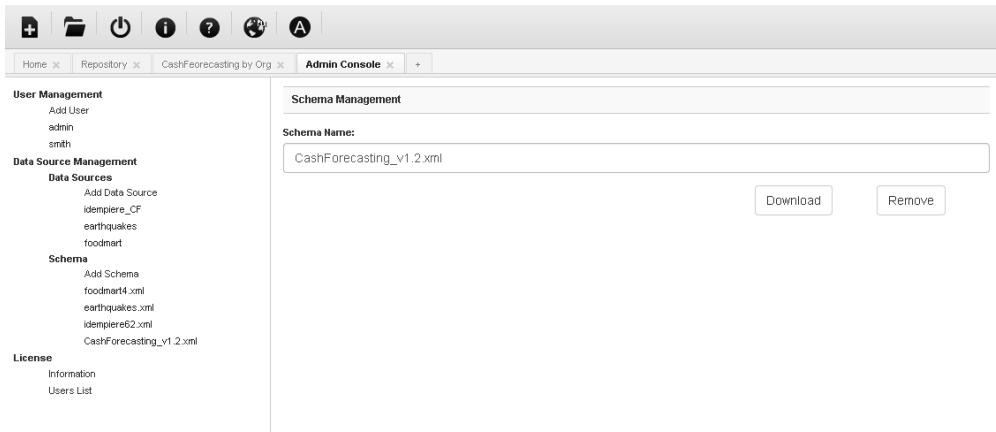 Home × Repository × CashFeorecasting by Org × Admin Console × +
User Management
Add User
admin
smith
Data Source Management
Data Sources
Add Data Source
idempiere_CF
earthquakes
foodmart
Schema
Add Schema
foodmart4.xml
earthquakes.xml
idempiere62.xml
CashForecasting_v1.2.xml
License
Information
Users List
Schema Management
Schema Name:
CashForecasting_v1.2.xml
Download Remove